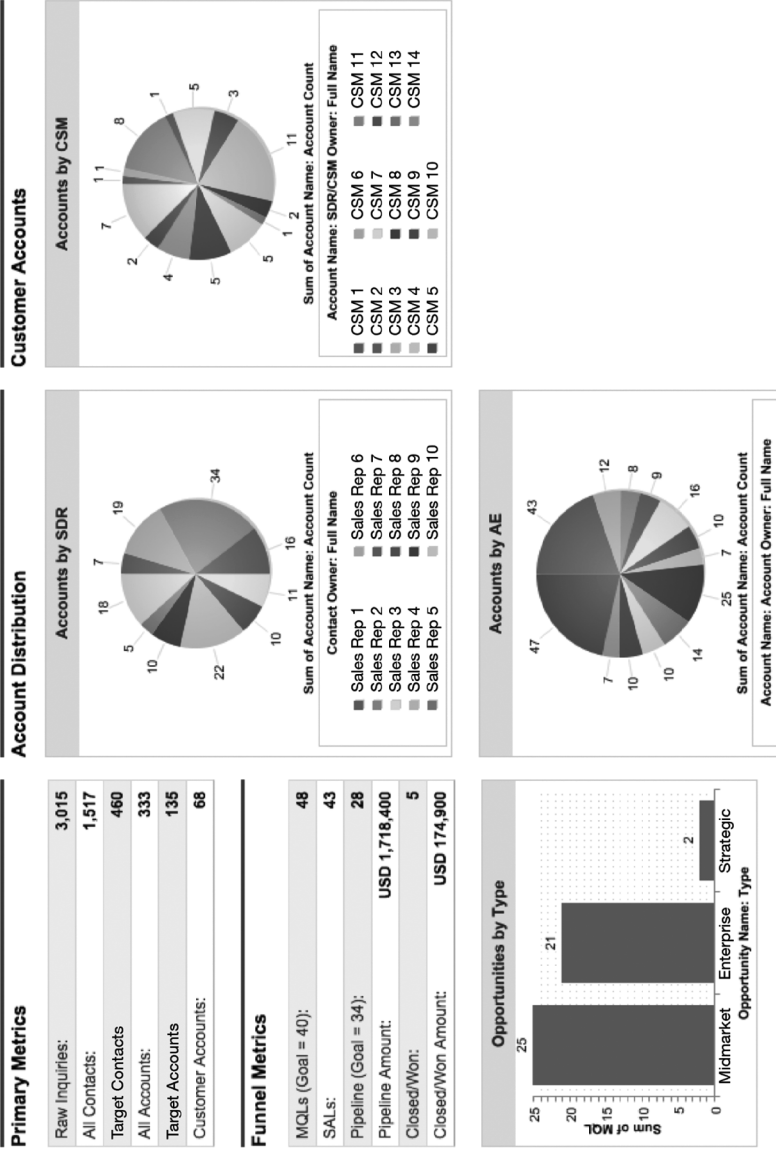 Primary Metrics
Raw Inquiries: 3,015
All Contacts: 1,517
Target Contacts 460
All Accounts: 333
Target Accounts 135
Customer Accounts: 68
Funnel Metrics
MQLs (Goal = 40): 48
SALs: 43
Pipeline (Goal = 34): 28
Pipeline Amount: USD 1,718,400
Closed/Won: 5
Closed/Won Amount: USD 174,900
Opportunities by Type
25
21
2
25
20
15
10
5
0
Sum of MQL
Midmarket Enterprise Strategic
Opportunity Name: Type
Account Distribution
Accounts by SDR
7
19
34
16
11
10
22
10
5
18
Sum of Account Name: Account Count
Contact Owner: Full Name
Sales Rep 1 Sales Rep 6
Sales Rep 2 Sales Rep 7
Sales Rep 3 Sales Rep 8
Sales Rep 4 Sales Rep 9
Sales Rep 5 Sales Rep 10
Accounts by AE
43
12
8
9
16
10
7
25
14
10
10
7
47
Sum of Account Name: Account Count
Account Name: Account Owner: Full Name
Customer Accounts
Accounts by CSM
1
1
8
1
5
3
11
2
1
5
5
4
2
7
Sum of Account Name: Account Count
Account Name: SDR/CSM Owner: Full Name
CSM 1 CSM 6 CSM 11
CSM 2 CSM 7 CSM 12
CSM 3 CSM 8 CSM 13
CSM 4 CSM 9 CSM 14
CSM 5 CSM 10